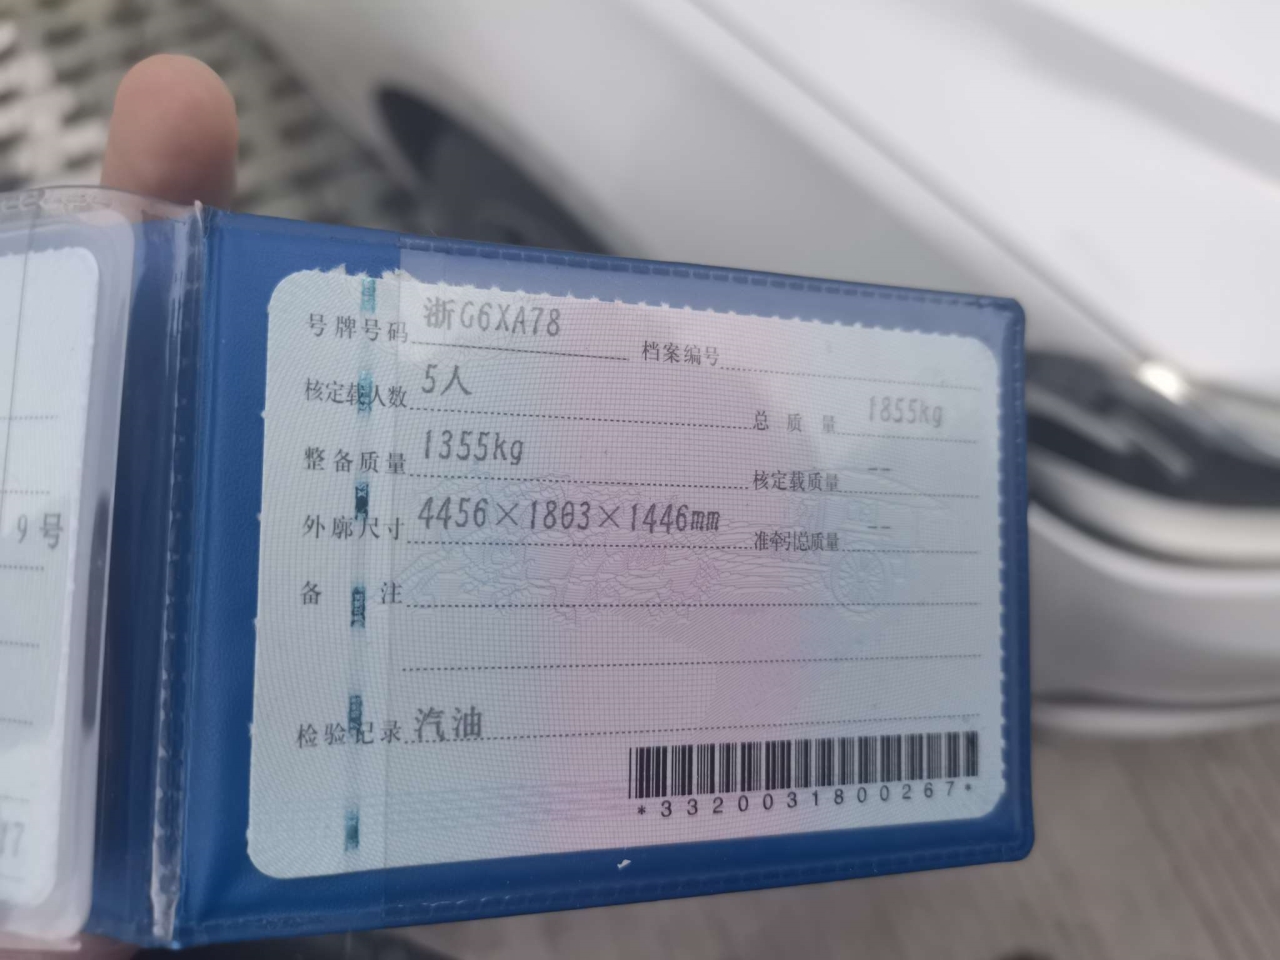 号牌号码 浙G6XA78 档案编号
核定载人数 5人 总质量 1855kg
整备质量 1355kg 核定载质量 --
外廓尺寸 4456×1803×1446mm 准牵引总质量 --
备注
检验记录 汽油
*3320031800267*
9号
17